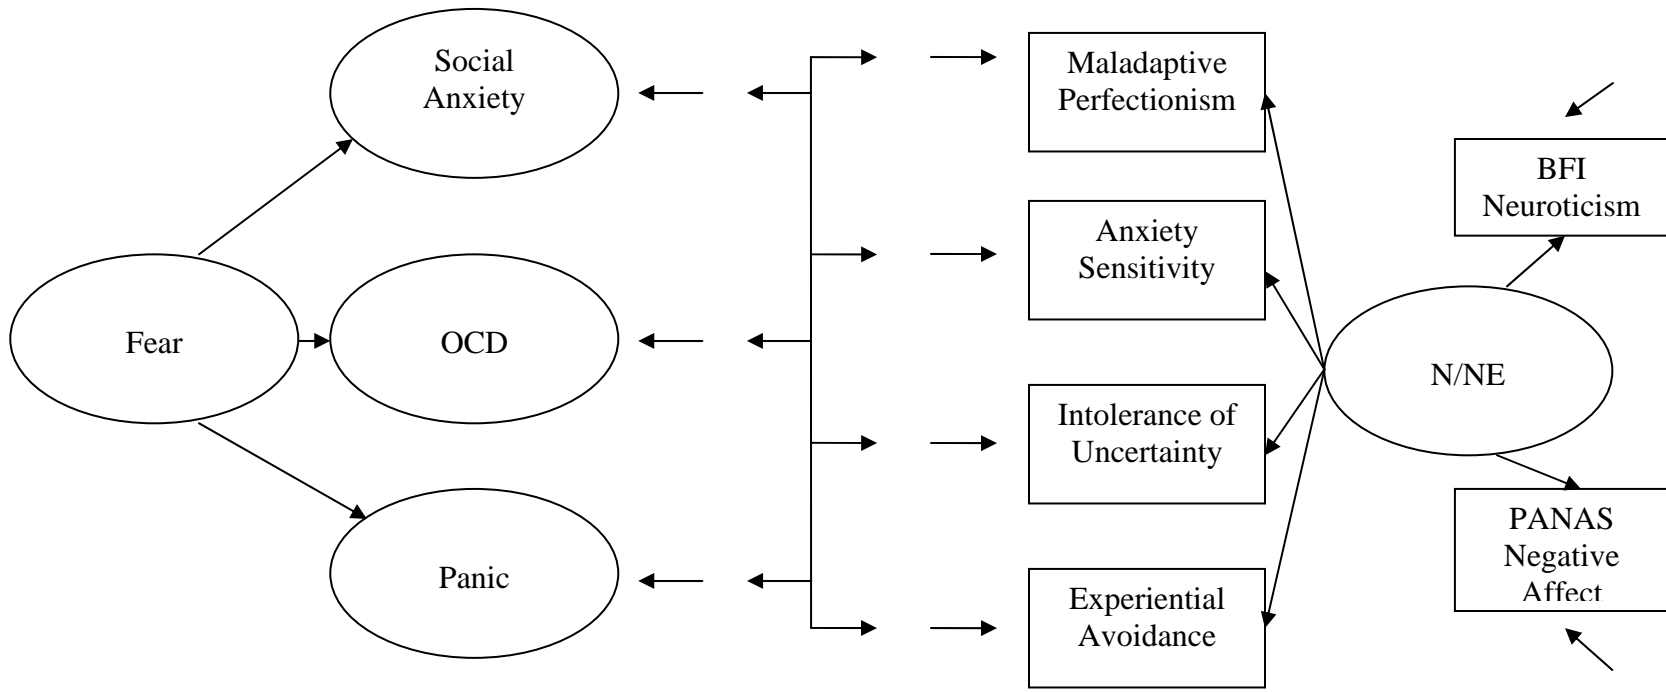 Social
Anxiety
Fear
OCD
Panic
Maladaptive
Perfectionism
Anxiety
Sensitivity
Intolerance of
Uncertainty
Experiential
Avoidance
N/NE
BFI
Neuroticism
PANAS
Negative
Affect